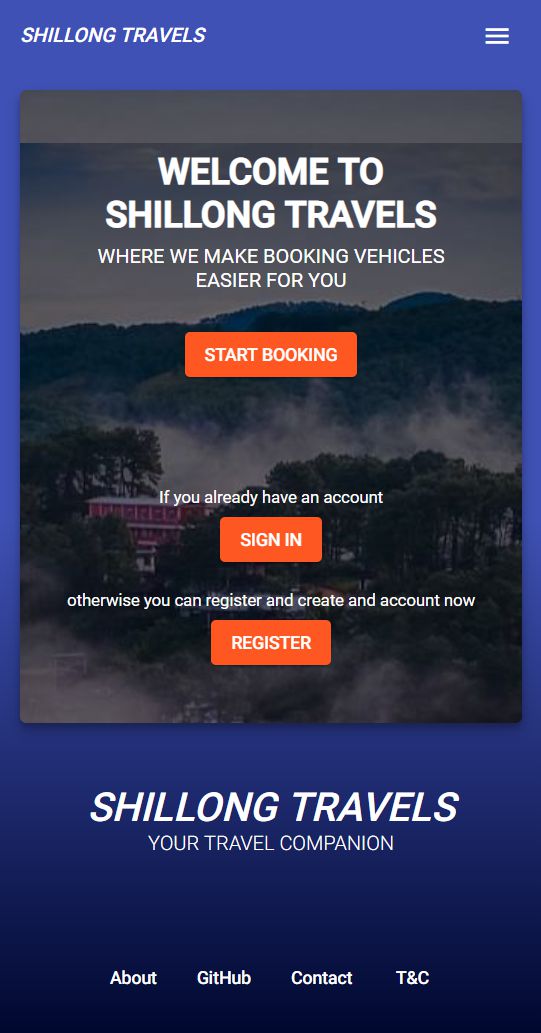 SHILLONG TRAVELS
WELCOME TO
SHILLONG TRAVELS
WHERE WE MAKE BOOKING VEHICLES
EASIER FOR YOU
START BOOKING
If you already have an account
SIGN IN
otherwise you can register and create and account now
REGISTER
SHILLONG TRAVELS
YOUR TRAVEL COMPANION
About GitHub Contact T&C